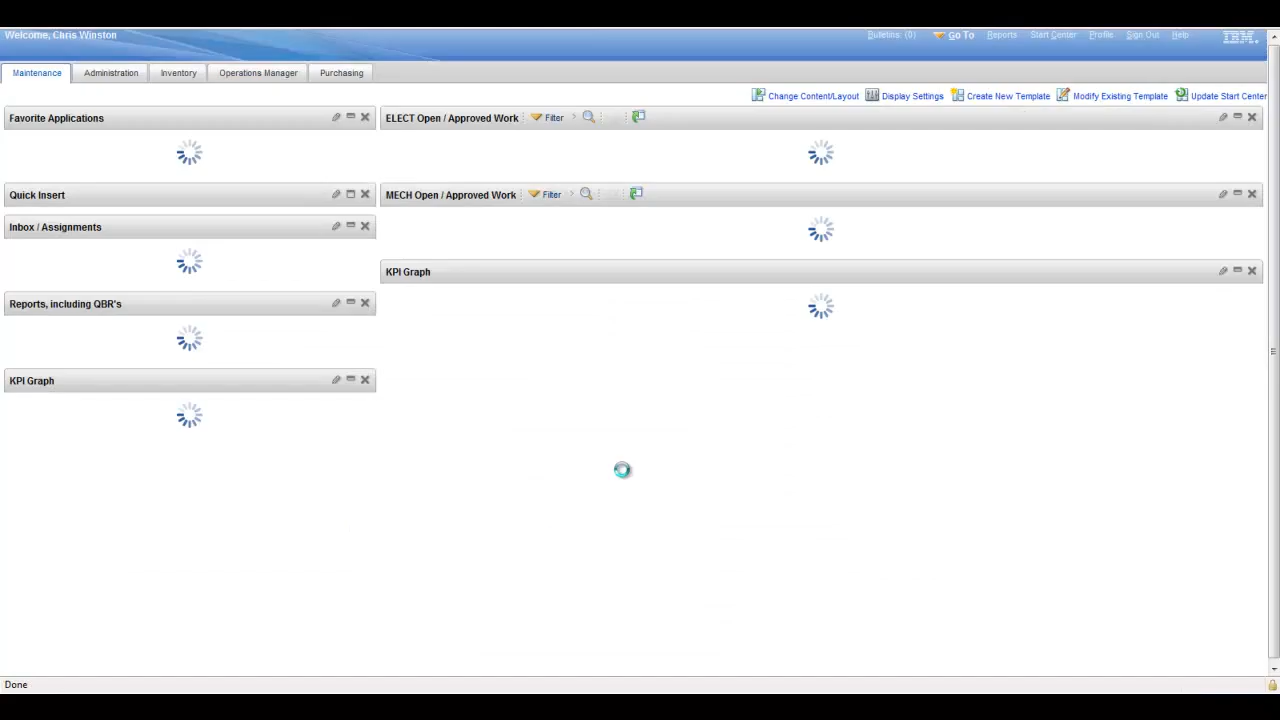 Welcome, Chris Winston
Bulletins: (0) Go To Reports Start Center Profile Sign Out Help IBM.
Maintenance Administration Inventory Operations Manager Purchasing
Change Content/Layout Display Settings Create New Template Modify Existing Template Update Start Center
Favorite Applications
ELECT Open / Approved Work Filter
Quick Insert
MECH Open / Approved Work Filter
Inbox / Assignments
KPI Graph
Reports, including QBR's
KPI Graph
Done